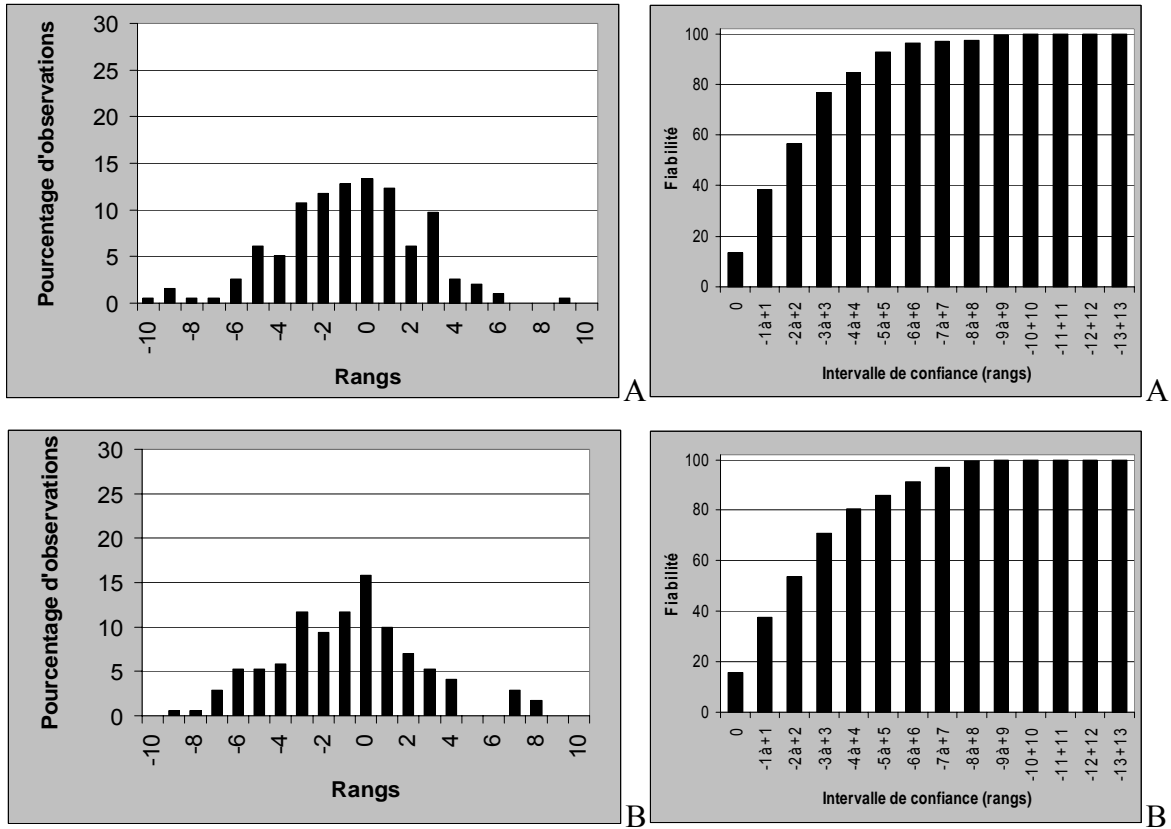 Pourcentage d'observations
30
25
20
15
10
5
0
-10
-8
-6
-4
-2
0
2
4
6
8
10
Rangs
A
Fiabilité
100
80
60
40
20
0
0
-1à+1
-2à+2
-3à+3
-4à+4
-5à+5
-6à+6
-7à+7
-8à+8
-9à+9
-10+10
-11+11
-12+12
-13+13
Intervalle de confiance (rangs)
A
Pourcentage d'observations
30
25
20
15
10
5
0
-10
-8
-6
-4
-2
0
2
4
6
8
10
Rangs
B
Fiabilité
100
80
60
40
20
0
0
-1à+1
-2à+2
-3à+3
-4à+4
-5à+5
-6à+6
-7à+7
-8à+8
-9à+9
-10+10
-11+11
-12+12
-13+13
Intervalle de confiance (rangs)
B